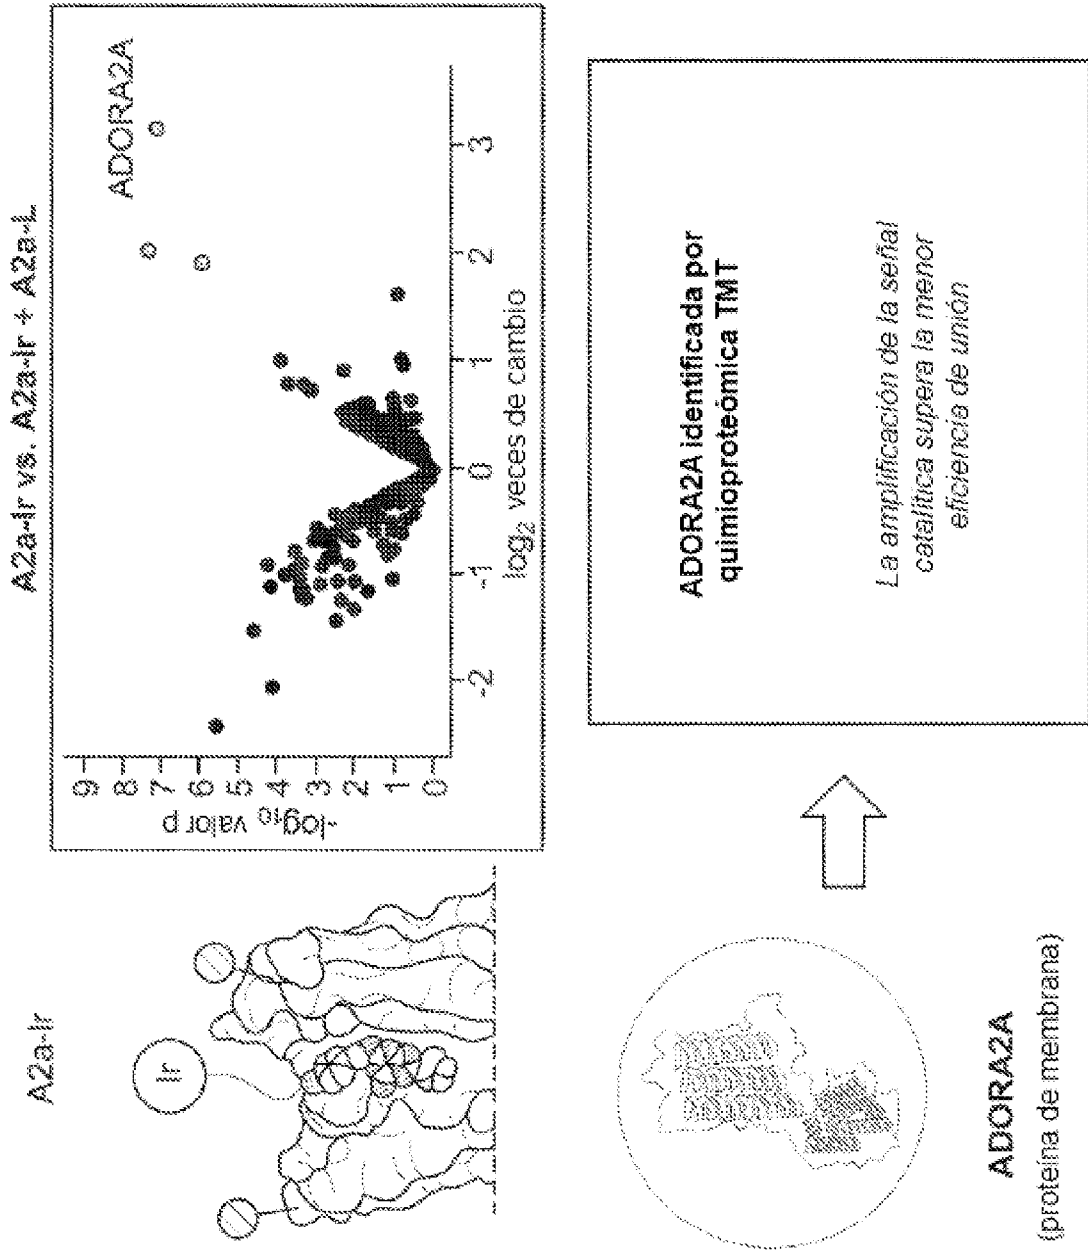 A2a-Ir
Ir
A2a-Ir vs. A2a-Ir + A2a-L
-log10 valor p
9
8
7
6
5
4
3
2
1
0
ADORA2A
-2
-1
0
1
2
3
log2 veces de cambio
ADORA2A
(proteína de membrana)
ADORA2A identificada por
quimioproteómica TMT
La amplificación de la señal
catalítica supera la menor
eficiencia de unión